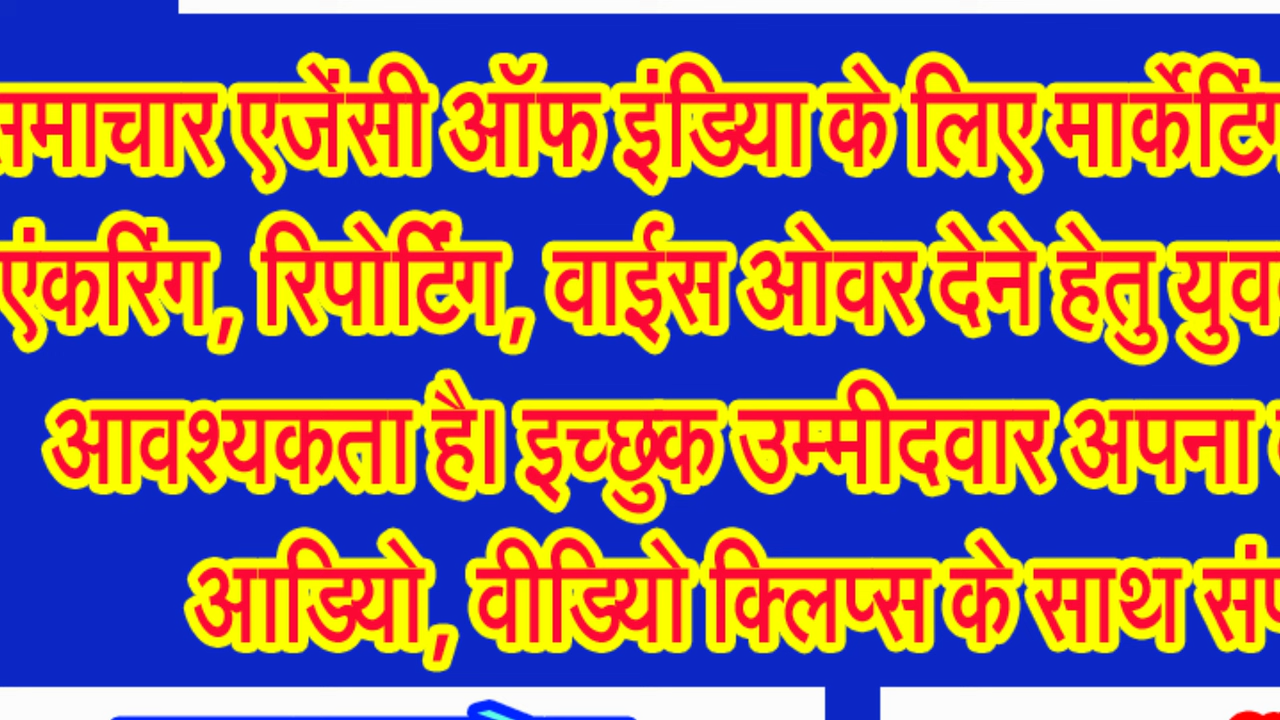 समाचार एजेंसी ऑफ इंडिया के लिए मार्केटिंग
एंकरिंग, रिपोर्टिंग, वाईस ओवर देने हेतु
आवश्यकता है। इच्छुक उम्मीदवार अपना
आडियो, वीडियो क्लिप्स के साथ